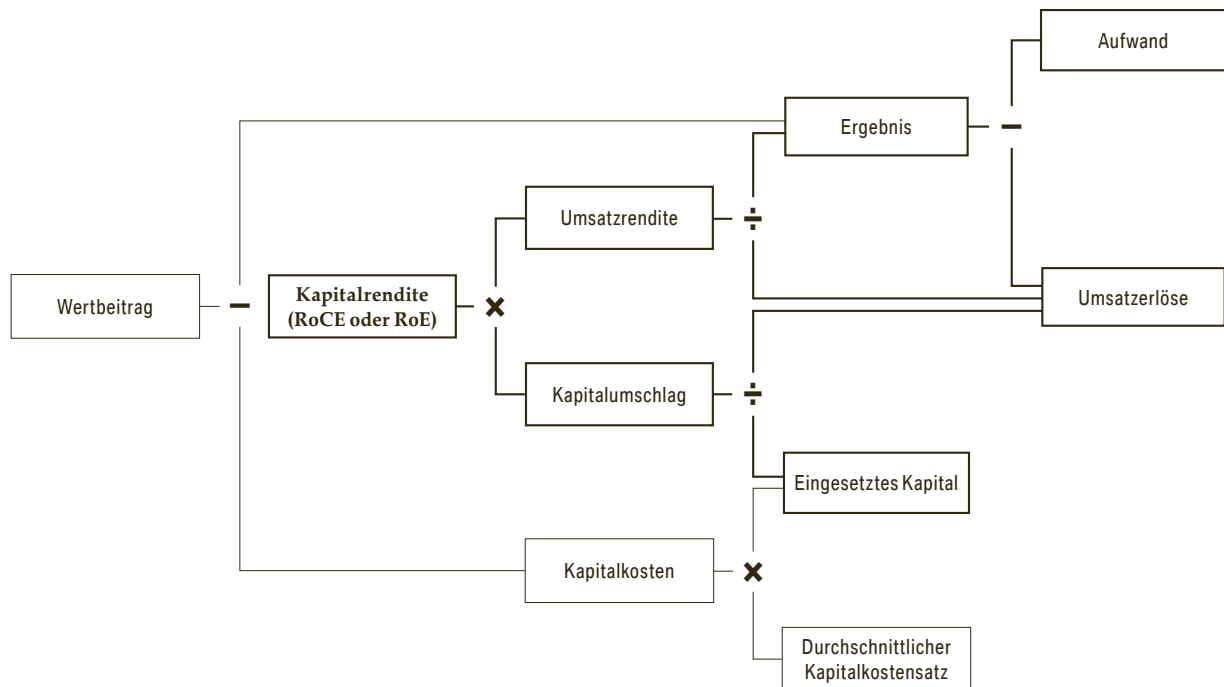 Aufwand
Ergebnis
−
Umsatzrendite
÷
Wertbeitrag
−
Kapitalrendite
(RoCE oder RoE)
×
Umsatzerlöse
Kapitalumschlag
÷
Eingesetztes Kapital
Kapitalkosten
×
Durchschnittlicher
Kapitalkostensatz